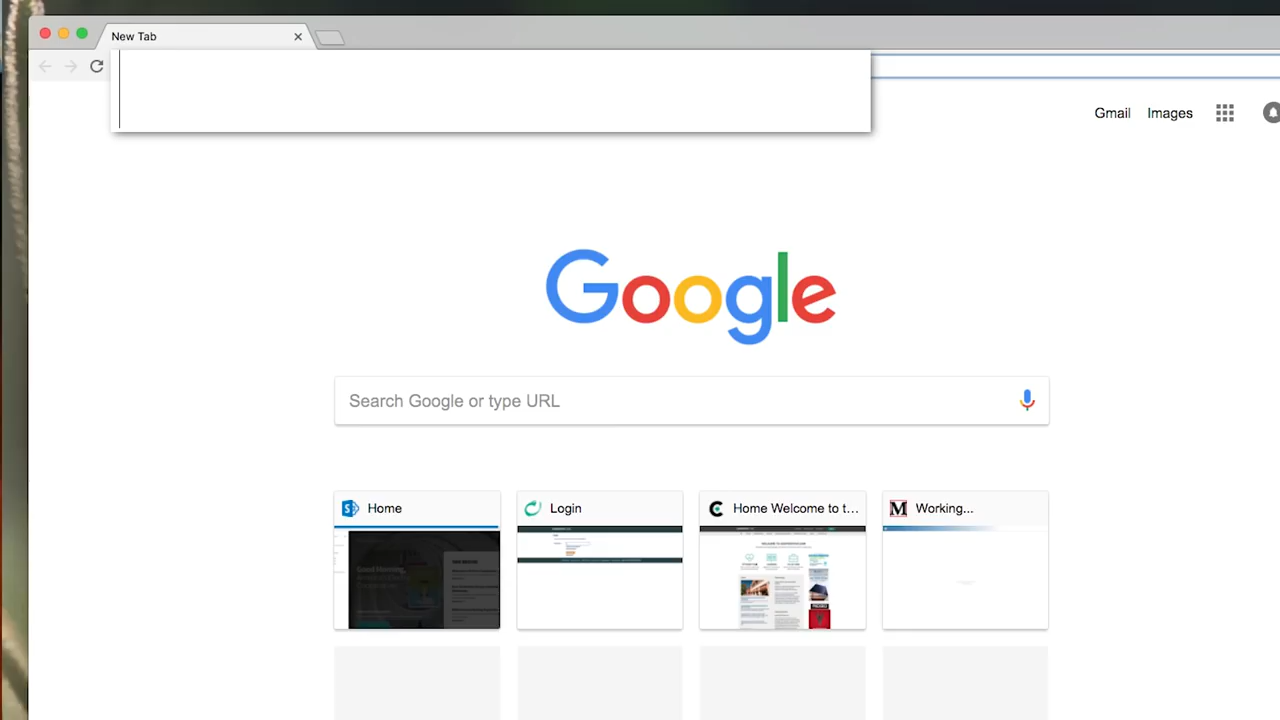 New Tab
Gmail Images
Google
Search Google or type URL
Home
Login
Home Welcome to t...
Working...